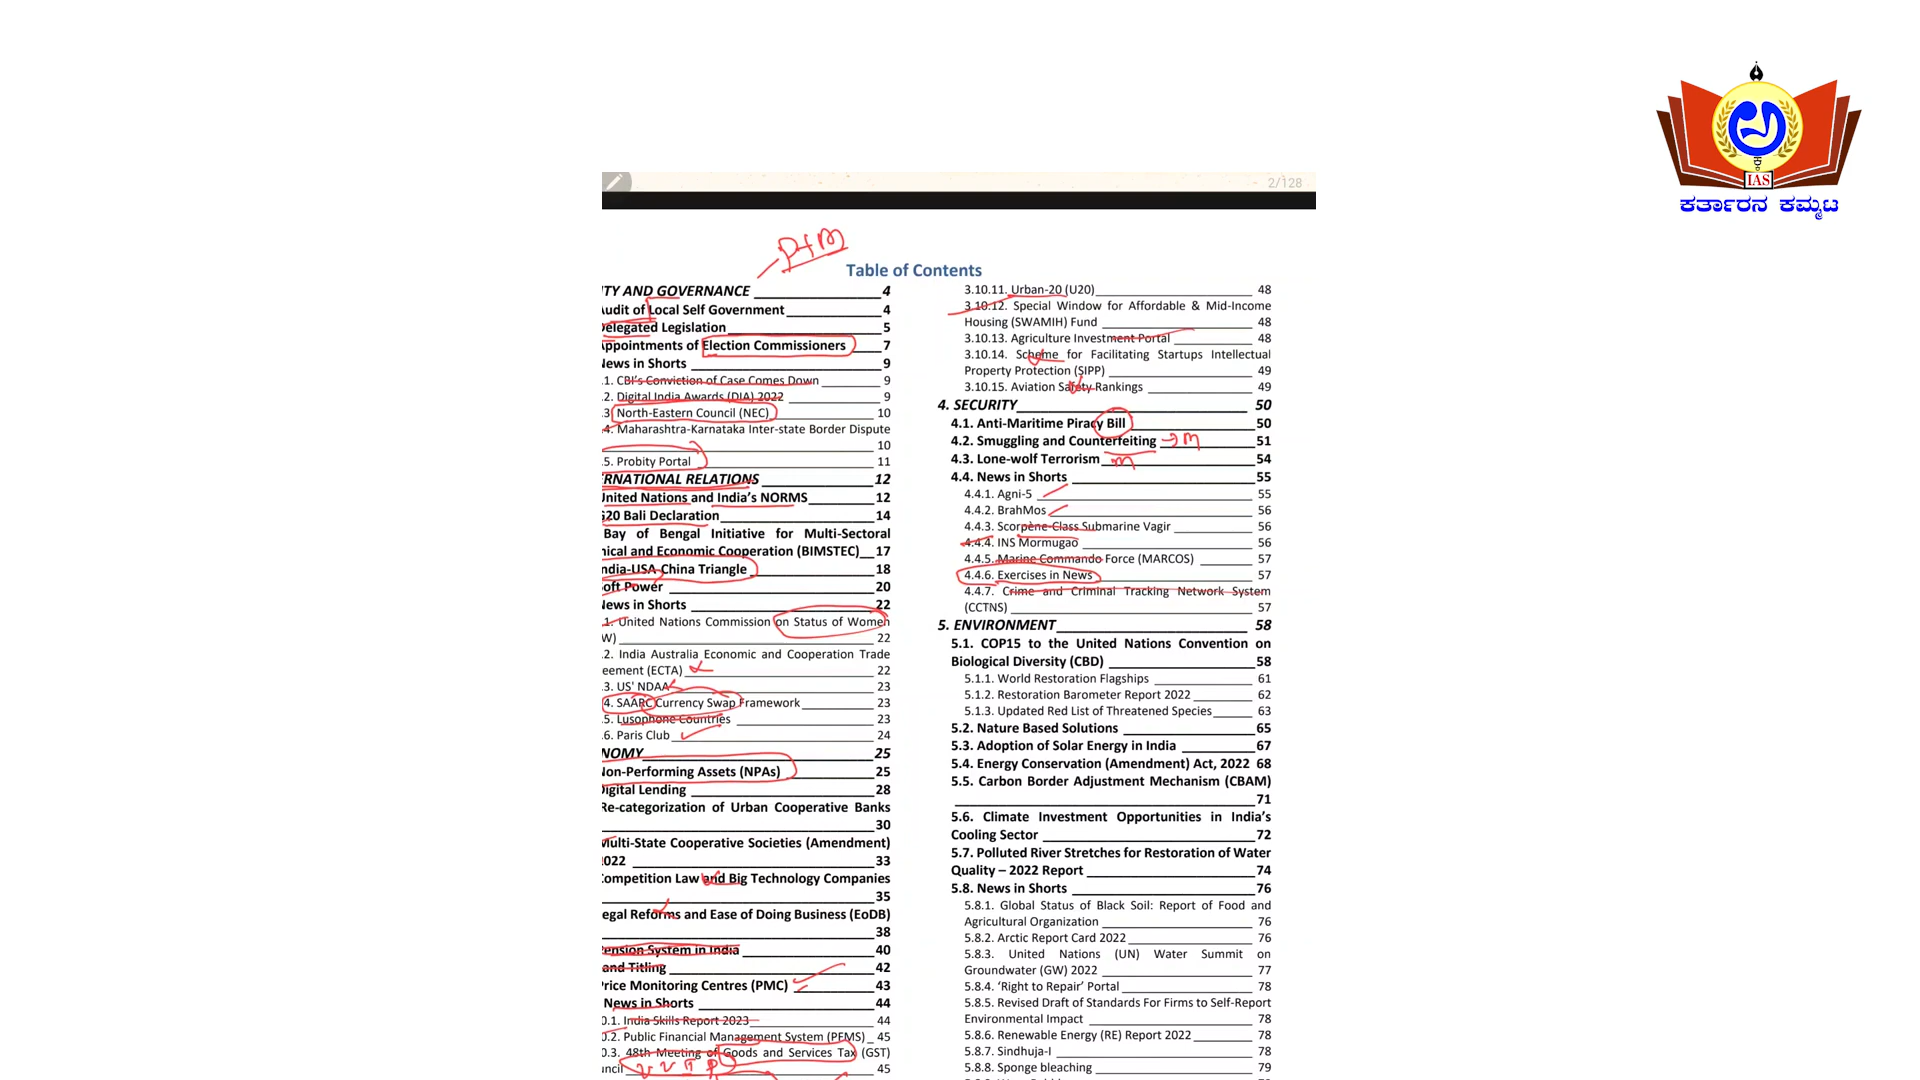 2/128
P+M
Table of Contents
ITY AND GOVERNANCE 4
Audit of Local Self Government 4
Delegated Legislation 5
Appointments of Election Commissioners 7
News in Shorts 9
.1. CBI's Conviction of Case Comes Down 9
.2. Digital India Awards (DIA) 2022 9
.3 North-Eastern Council (NEC) 10
.4. Maharashtra-Karnataka Inter-state Border Dispute
10
.5. Probity Portal 11
ERNATIONAL RELATIONS 12
United Nations and India's NORMS 12
G20 Bali Declaration 14
Bay of Bengal Initiative for Multi-Sectoral
nical and Economic Cooperation (BIMSTEC) 17
India-USA China Triangle 18
Soft Power 20
News in Shorts 22
.1. United Nations Commission on Status of Women
W) 22
.2. India Australia Economic and Cooperation Trade
eement (ECTA) 22
.3. US' NDAA 23
.4. SAARC Currency Swap Framework 23
.5. Lusophone Countries 23
.6. Paris Club 24
NOMY 25
Non-Performing Assets (NPAs) 25
Digital Lending 28
Re-categorization of Urban Cooperative Banks
30
Multi-State Cooperative Societies (Amendment)
2022 33
Competition Law and Big Technology Companies
35
egal Reforms and Ease of Doing Business (EoDB)
38
Pension System in India 40
Land Titling 42
Price Monitoring Centres (PMC) 43
News in Shorts 44
0.1. India Skills Report 2023 44
0.2. Public Financial Management System (PFMS) 45
0.3. 48th Meeting of Goods and Services Tax (GST)
uncil 45
3.10.11. Urban-20 (U20) 48
3.10.12. Special Window for Affordable & Mid-Income
Housing (SWAMIH) Fund 48
3.10.13. Agriculture Investment Portal 48
3.10.14. Scheme for Facilitating Startups Intellectual
Property Protection (SIPP) 49
3.10.15. Aviation Safety Rankings 49
4. SECURITY 50
4.1. Anti-Maritime Piracy Bill 50
4.2. Smuggling and Counterfeiting → M 51
4.3. Lone-wolf Terrorism M 54
4.4. News in Shorts 55
4.4.1. Agni-5 55
4.4.2. BrahMos 56
4.4.3. Scorpène-Class Submarine Vagir 56
4.4.4. INS Mormugao 56
4.4.5. Marine Commando Force (MARCOS) 57
4.4.6. Exercises in News 57
4.4.7. Crime and Criminal Tracking Network System
(CCTNS) 57
5. ENVIRONMENT 58
5.1. COP15 to the United Nations Convention on
Biological Diversity (CBD) 58
5.1.1. World Restoration Flagships 61
5.1.2. Restoration Barometer Report 2022 62
5.1.3. Updated Red List of Threatened Species 63
5.2. Nature Based Solutions 65
5.3. Adoption of Solar Energy in India 67
5.4. Energy Conservation (Amendment) Act, 2022 68
5.5. Carbon Border Adjustment Mechanism (CBAM)
71
5.6. Climate Investment Opportunities in India's
Cooling Sector 72
5.7. Polluted River Stretches for Restoration of Water
Quality – 2022 Report 74
5.8. News in Shorts 76
5.8.1. Global Status of Black Soil: Report of Food and
Agricultural Organization 76
5.8.2. Arctic Report Card 2022 76
5.8.3. United Nations (UN) Water Summit on
Groundwater (GW) 2022 77
5.8.4. 'Right to Repair' Portal 78
5.8.5. Revised Draft of Standards For Firms to Self-Report
Environmental Impact 78
5.8.6. Renewable Energy (RE) Report 2022 78
5.8.7. Sindhuja-I 78
5.8.8. Sponge bleaching 79
IAS
ಕರ್ತಾರನ ಕಮ್ಮಟ